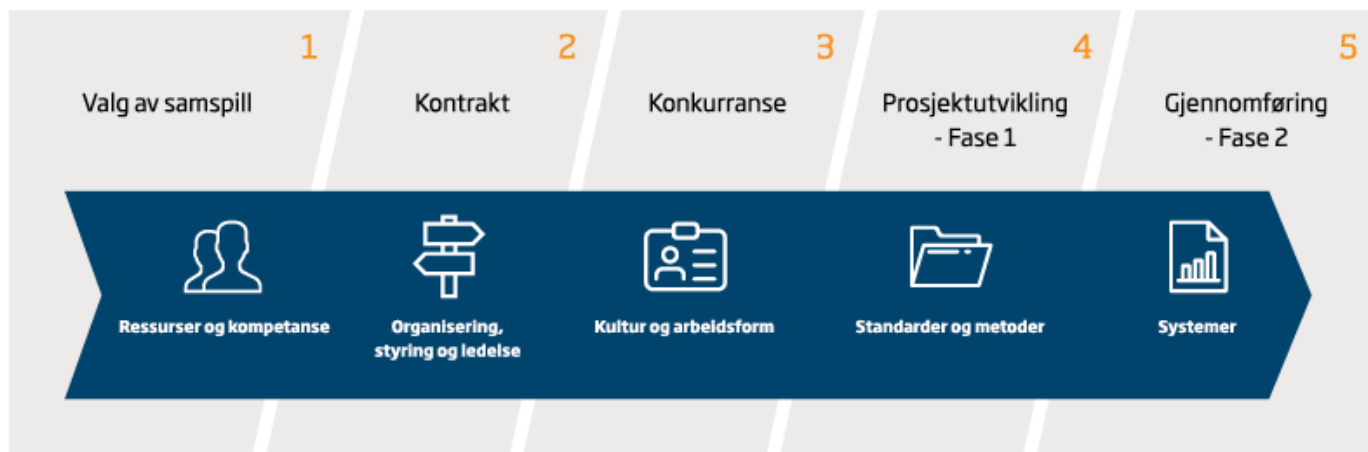 1
Valg av samspill
2
Kontrakt
3
Konkurranse
4
Prosjektutvikling
- Fase 1
5
Gjennomføring
- Fase 2
Ressurser og kompetanse
Organisering,
styring og ledelse
Kultur og arbeidsform
Standarder og metoder
Systemer